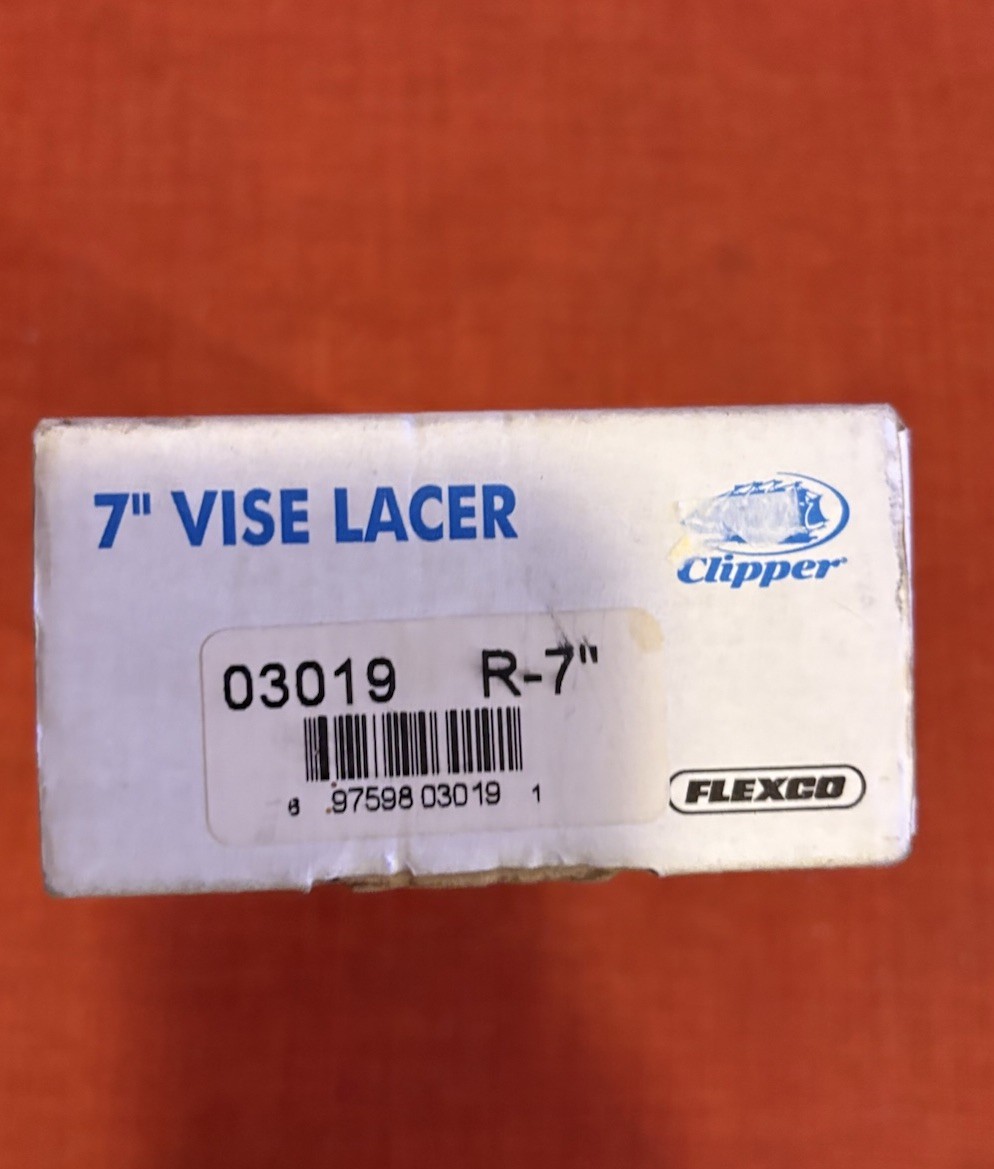 7" VISE LACER
Clipper
03019 R-7"
6 97598 03019 1
FLEXCO